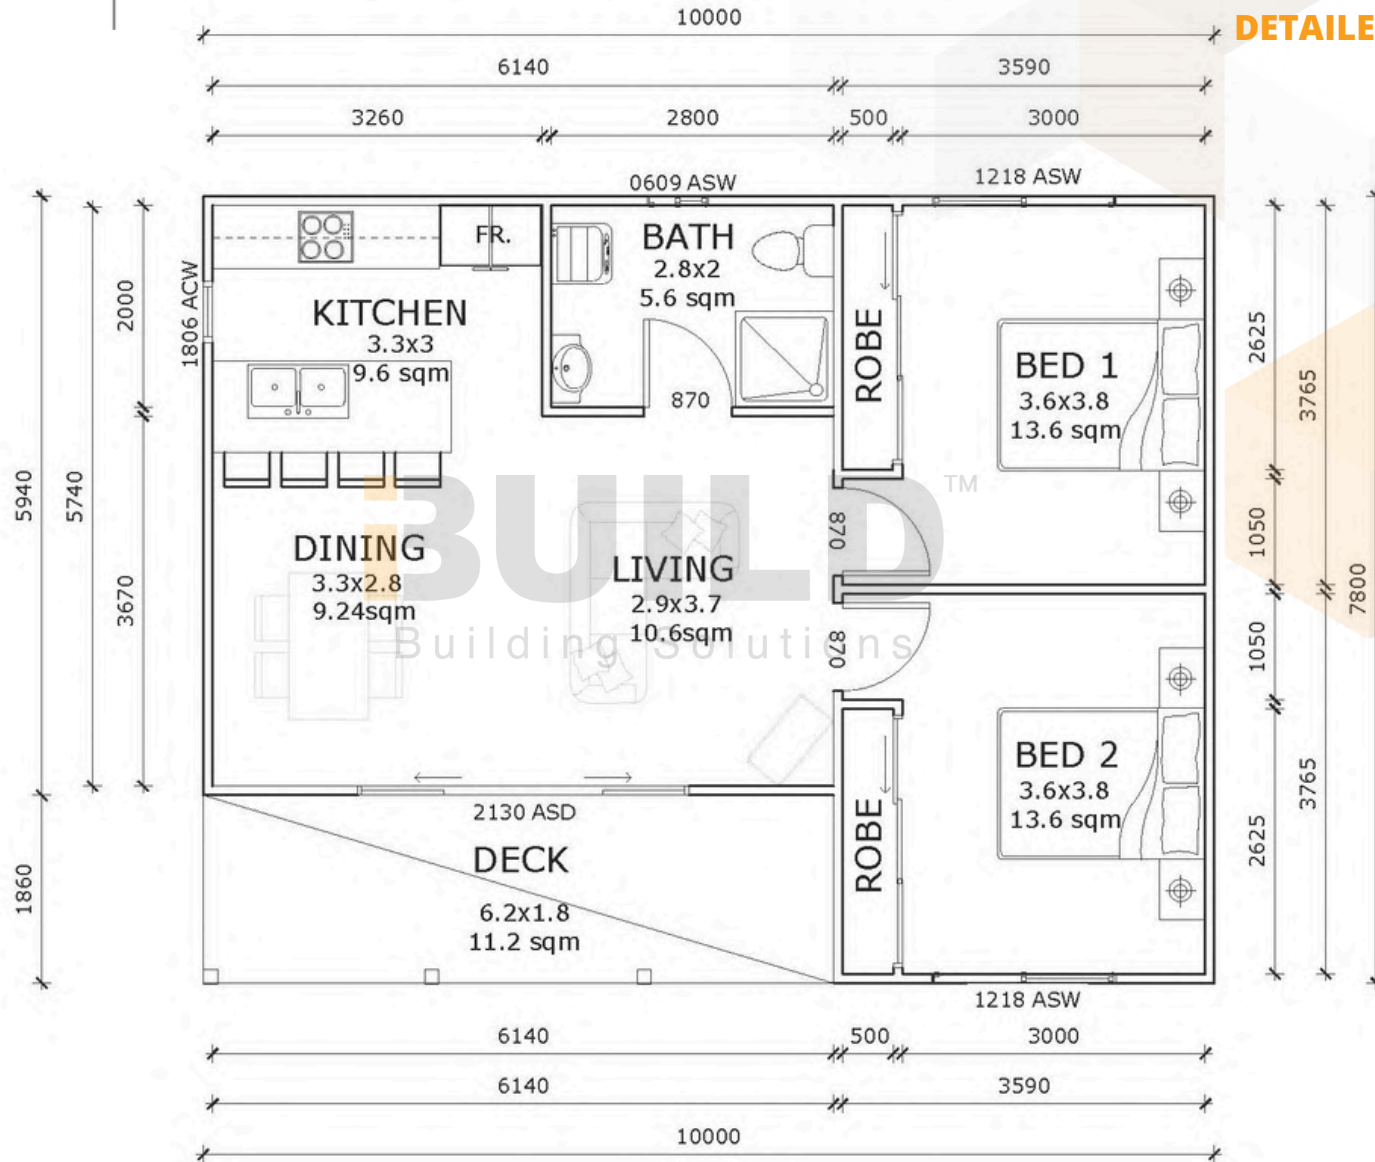 10000
DETAILE
6140
3590
3260
2800
500
3000
0609 ASW
1218 ASW
FR.
BATH
2.8x2
5.6 sqm
1806 ACW
2000
KITCHEN
3.3x3
9.6 sqm
ROBE
2625
BED 1
3.6x3.8
13.6 sqm
3765
870
5940
5740
iBUILD™
Building Solutions
870
1050
DINING
3.3x2.8
9.24sqm
LIVING
2.9x3.7
10.6sqm
3670
7800
870
1050
BED 2
3.6x3.8
13.6 sqm
3765
2625
ROBE
2130 ASD
DECK
6.2x1.8
11.2 sqm
1860
1218 ASW
6140
500
3000
6140
3590
10000